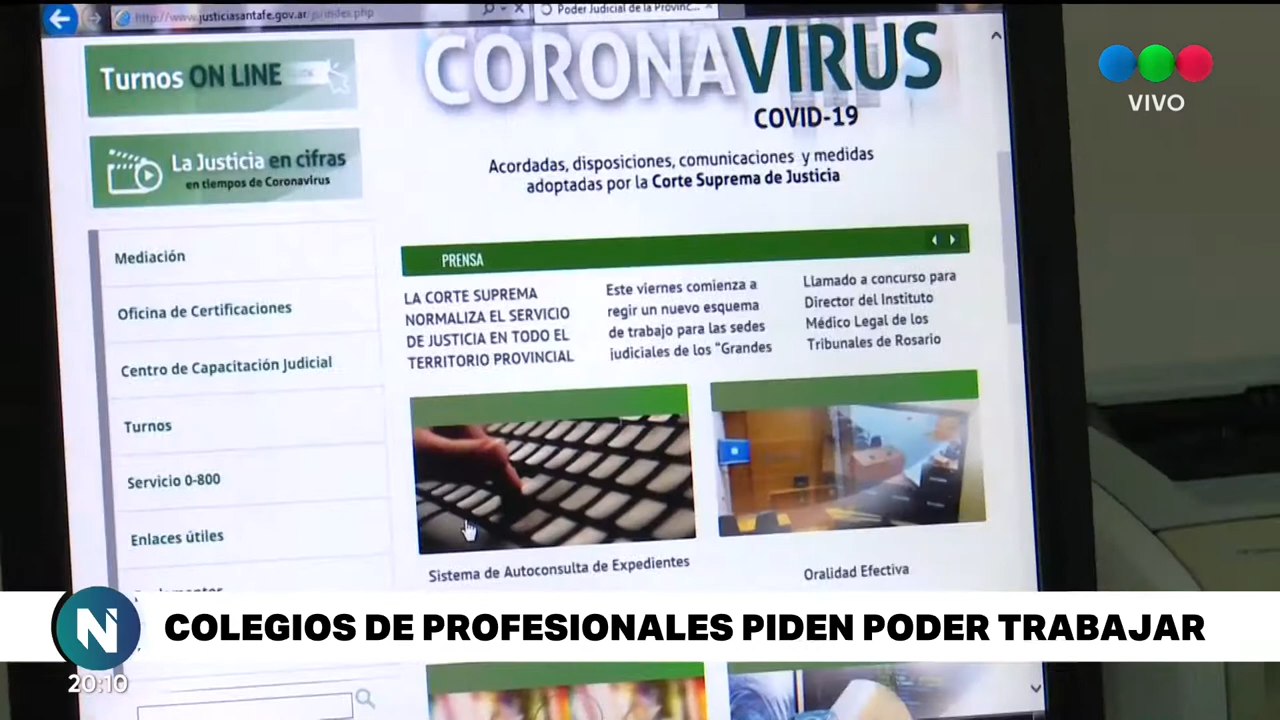 http://www.justiciasantafe.gov.ar/js/index.php
Poder Judicial de la Provinc...
Turnos ON LINE
CORONAVIRUS
COVID-19
VIVO
La Justicia en cifras
en tiempos de Coronavirus
Acordadas, disposiciones, comunicaciones y medidas
adoptadas por la Corte Suprema de Justicia
Mediación
Oficina de Certificaciones
Centro de Capacitación Judicial
Turnos
Servicio 0-800
Enlaces útiles
PRENSA
LA CORTE SUPREMA
NORMALIZA EL SERVICIO
DE JUSTICIA EN TODO EL
TERRITORIO PROVINCIAL
Este viernes comienza a
regir un nuevo esquema
de trabajo para las sedes
judiciales de los "Grandes
Llamado a concurso para
Director del Instituto
Médico Legal de los
Tribunales de Rosario
Sistema de Autoconsulta de Expedientes
Oralidad Efectiva
N
COLEGIOS DE PROFESIONALES PIDEN PODER TRABAJAR
20:10